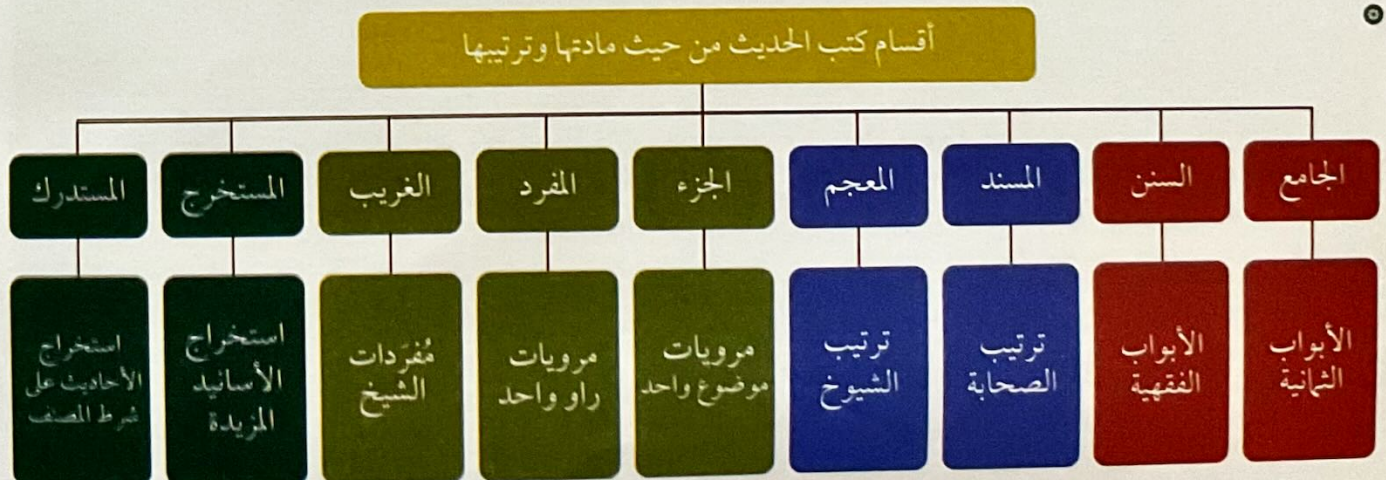 أقسام كتب الحديث من حيث مادتها وترتيبها
الجامع
السنن
المسند
المعجم
الجزء
المفرد
الغريب
المستخرج
المستدرك
الأبواب
الثمانية
الأبواب
الفقهية
ترتيب
الصحابة
ترتيب
الشيوخ
مرويات
موضوع واحد
مرويات
راو واحد
مُفرَدات
الشيخ
استخراج
الأسانيد
المزيدة
استخراج
الأحاديث على
شرط المصنف